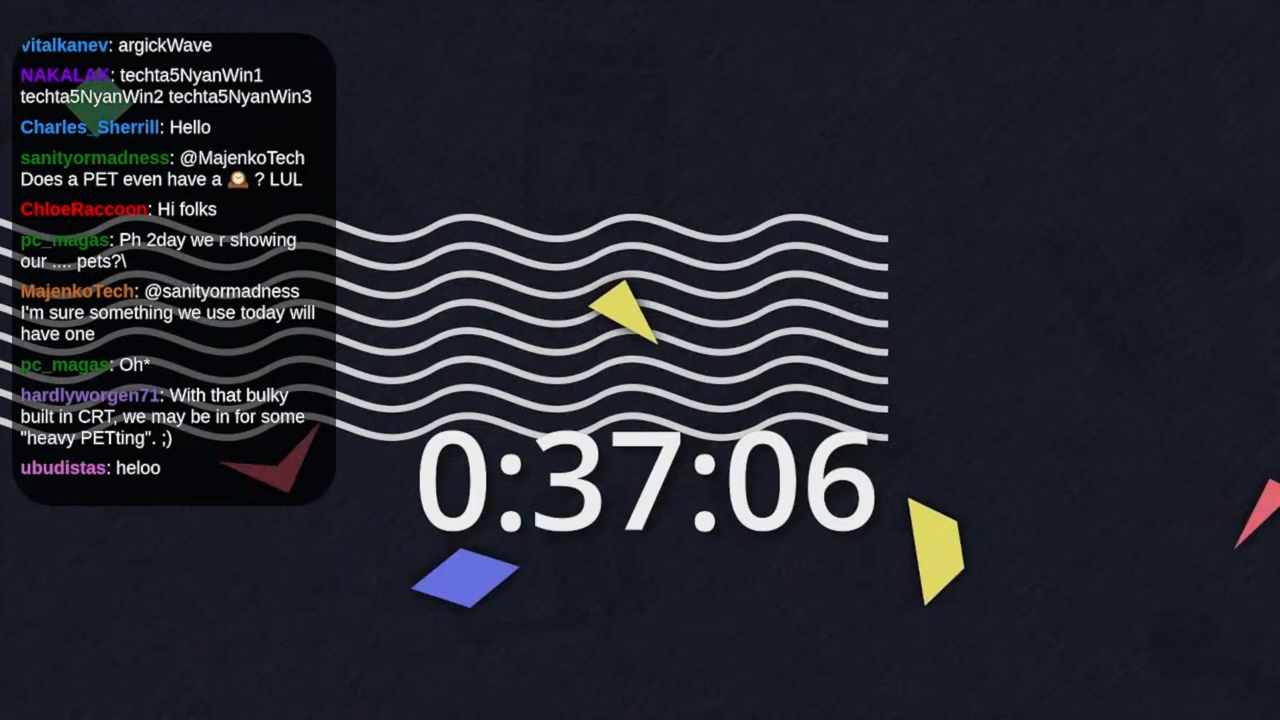 vitalkanev: argickWave
NAKALAK: techta5NyanWin1
techta5NyanWin2 techta5NyanWin3
Charles_Sherrill: Hello
sanityormadness: @MajenkoTech
Does a PET even have a 🕰️ ? LUL
ChloeRaccoon: Hi folks
pc_magas: Ph 2day we r showing
our .... pets?\
MajenkoTech: @sanityormadness
I'm sure something we use today will
have one
pc_magas: Oh*
hardlyworgen71: With that bulky
built in CRT, we may be in for some
"heavy PETting". ;)
ubudistas: heloo
0:37:06